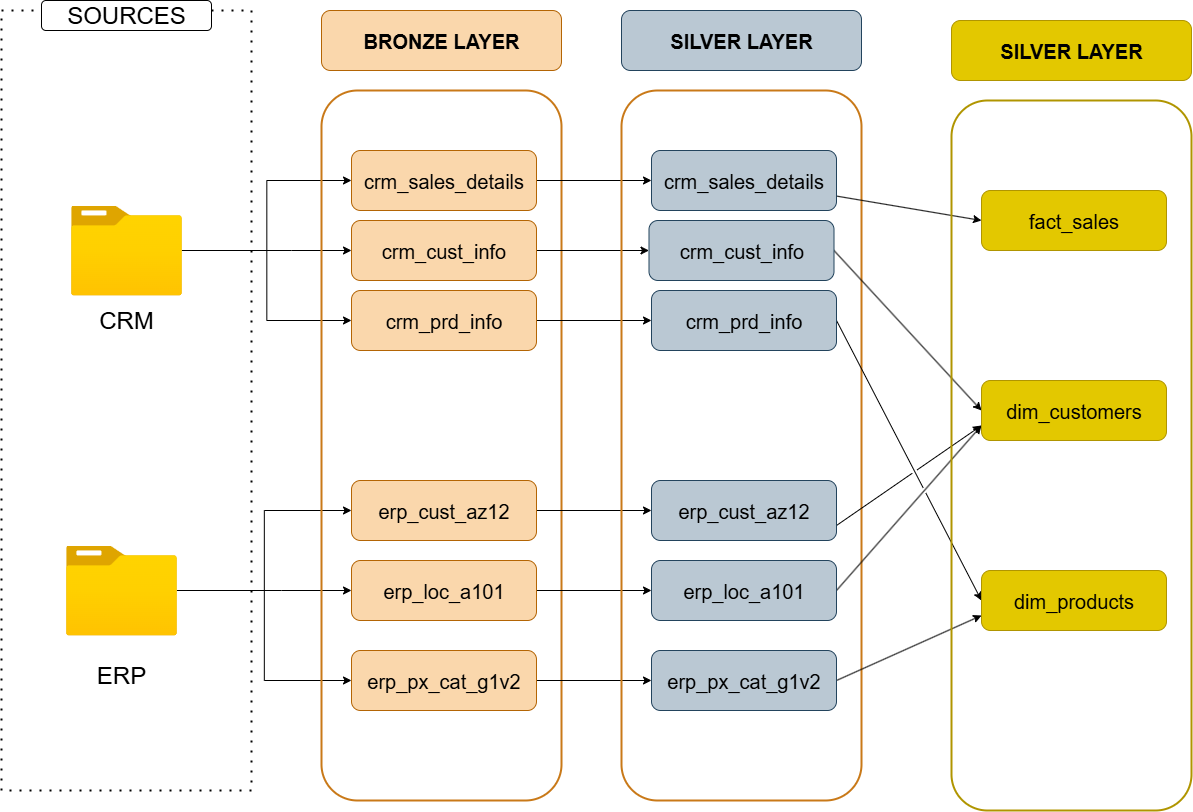 SOURCES
BRONZE LAYER
SILVER LAYER
SILVER LAYER
crm_sales_details
crm_sales_details
fact_sales
crm_cust_info
crm_cust_info
CRM
crm_prd_info
crm_prd_info
dim_customers
erp_cust_az12
erp_cust_az12
erp_loc_a101
erp_loc_a101
dim_products
ERP
erp_px_cat_g1v2
erp_px_cat_g1v2